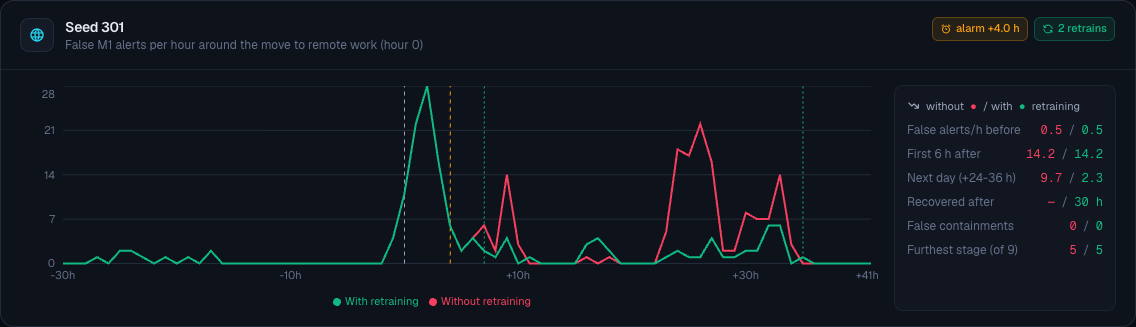 Seed 301
False M1 alerts per hour around the move to remote work (hour 0)
alarm +4.0 h
2 retrains
28
21
14
7
0
-30h
-10h
+10h
+30h
+41h
With retraining
Without retraining
without • / with • retraining
False alerts/h before 0.5 / 0.5
First 6 h after 14.2 / 14.2
Next day (+24-36 h) 9.7 / 2.3
Recovered after – / 30 h
False containments 0 / 0
Furthest stage (of 9) 5 / 5